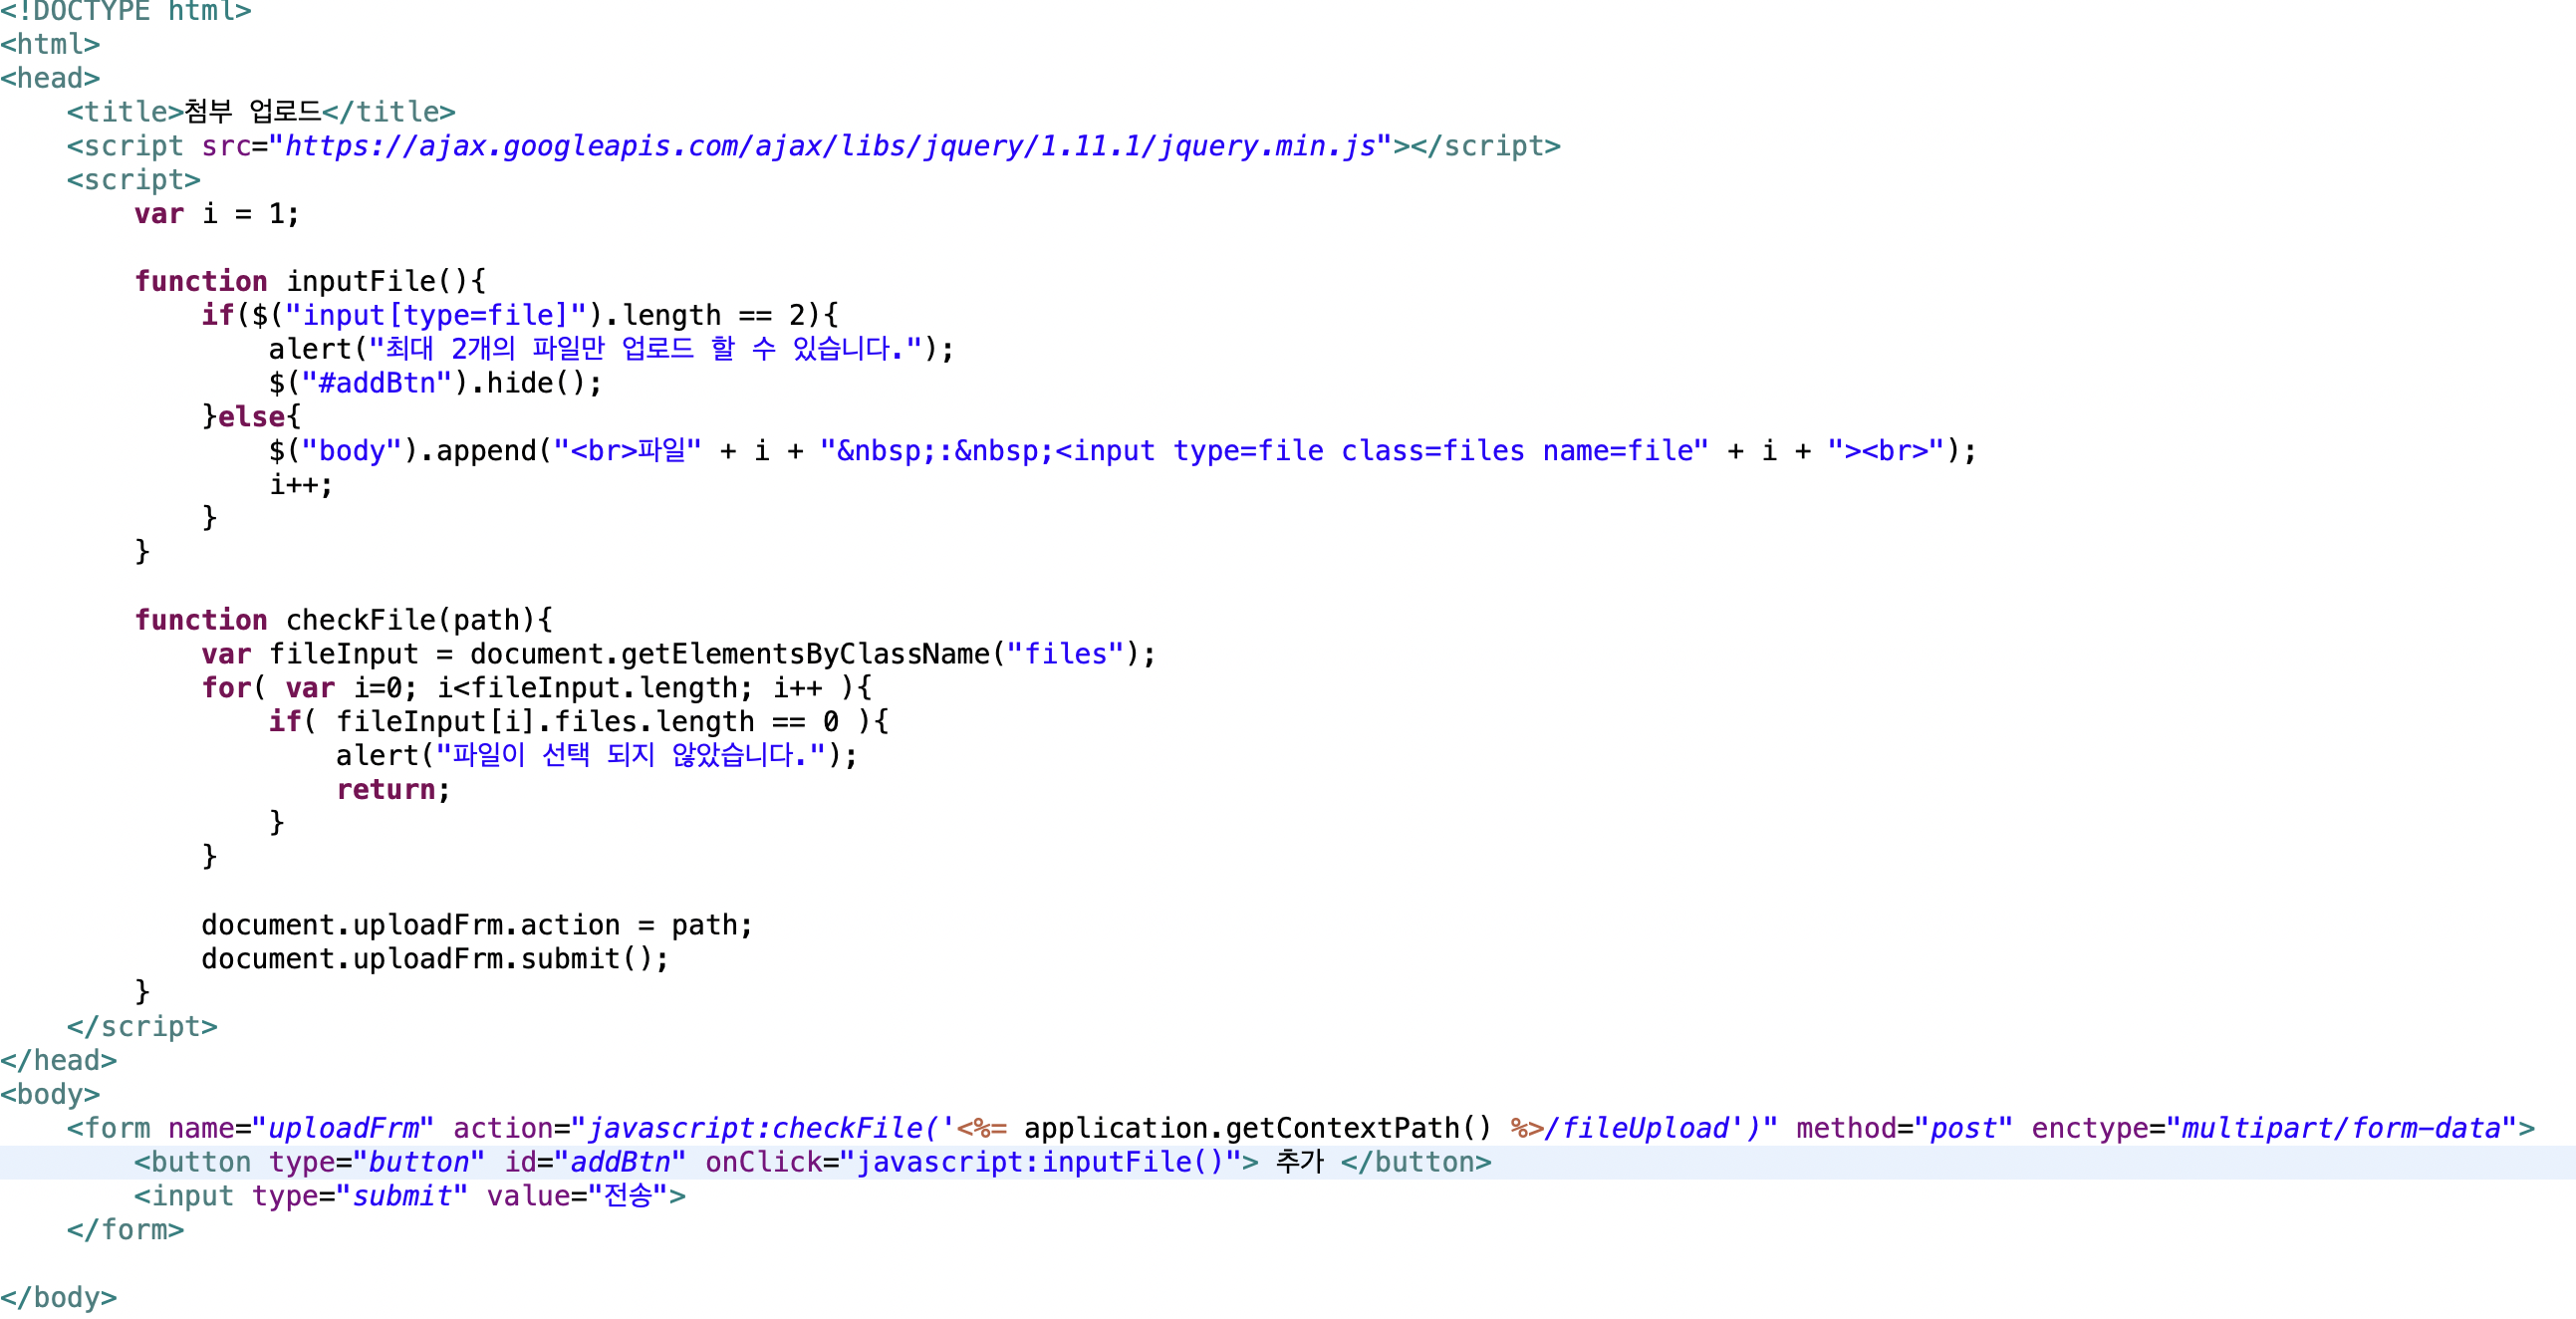 <!DOCTYPE html>
<html>
<head>
    <title>첨부 업로드</title>
    <script src="https://ajax.googleapis.com/ajax/libs/jquery/1.11.1/jquery.min.js"></script>
    <script>
        var i = 1;

        function inputFile(){
            if($("input[type=file]").length == 2){
                alert("최대 2개의 파일만 업로드 할 수 있습니다.");
                $("#addBtn").hide();
            }else{
                $("body").append("<br>파일" + i + "&nbsp;:&nbsp;<input type=file class=files name=file" + i + "><br>");
                i++;
            }
        }

        function checkFile(path){
            var fileInput = document.getElementsByClassName("files");
            for( var i=0; i<fileInput.length; i++ ){
                if( fileInput[i].files.length == 0 ){
                    alert("파일이 선택 되지 않았습니다.");
                    return;
                }
            }

            document.uploadFrm.action = path;
            document.uploadFrm.submit();
        }
    </script>
</head>
<body>
    <form name="uploadFrm" action="javascript:checkFile('<%= application.getContextPath() %>/fileUpload')" method="post" enctype="multipart/form-data">
        <button type="button" id="addBtn" onClick="javascript:inputFile()"> 추가 </button>
        <input type="submit" value="전송">
    </form>

</body>